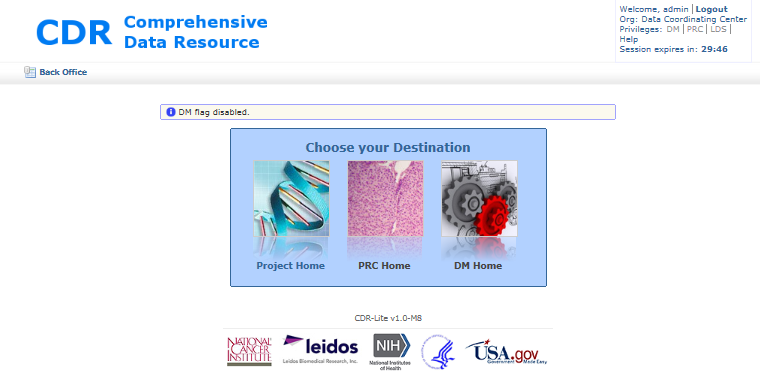 CDR Comprehensive
Data Resource
Welcome, admin | Logout
Org: Data Coordinating Center
Privileges: DM | PRC | LDS |
Help
Session expires in: 29:46
Back Office
DM flag disabled.
Choose your Destination
Project Home PRC Home DM Home
CDR-Lite v1.0-M8
NATIONAL
CANCER
INSTITUTE
leidos
Leidos Biomedical Research, Inc.
NIH
National Institutes
of Health
USA.gov
Government Made Easy